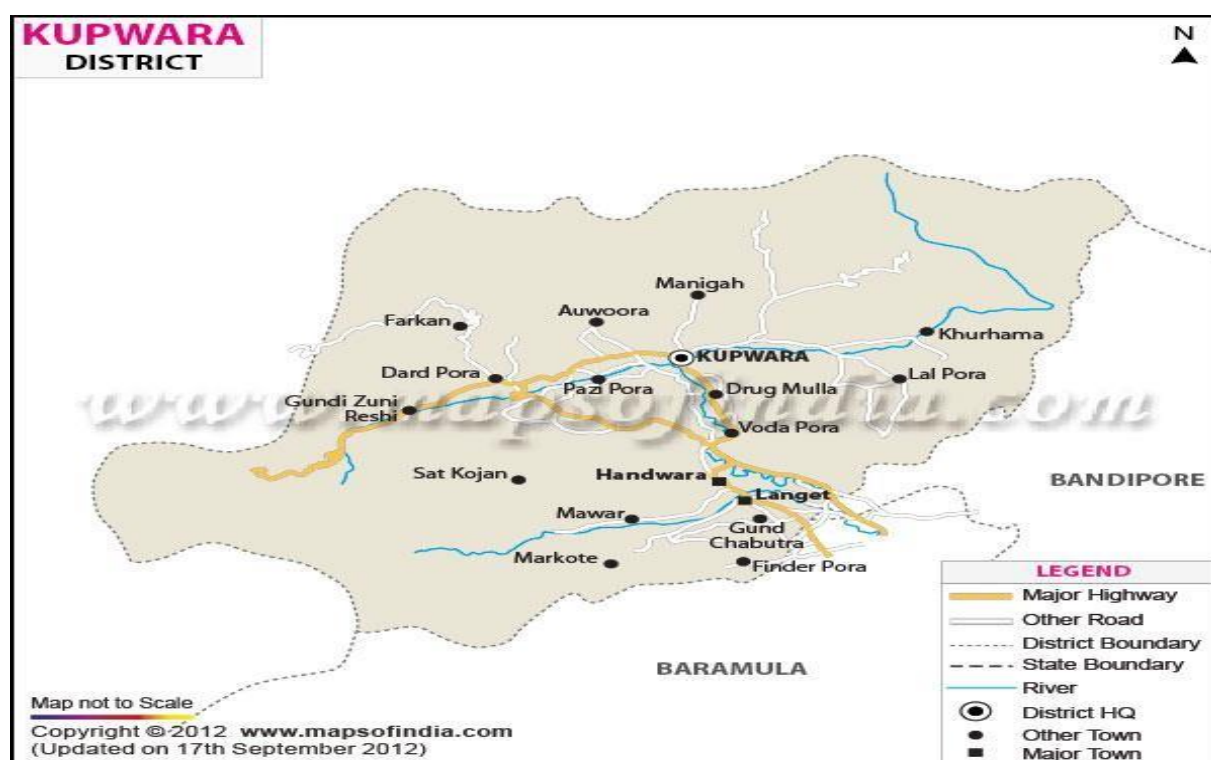 KUPWARA
DISTRICT
N
Manigah
Auwoora
Farkan
Khurhama
KUPWARA
Dard Pora
Pazi Pora
Drug Mulla
Lal Pora
Gundi Zuni
Reshi
www.mapsofindia.com
Voda Pora
Sat Kojan
Handwara
BANDIPORE
Langet
Mawar
Gund
Chabutra
Markote
Finder Pora
BARAMULA
LEGEND
Major Highway
Other Road
District Boundary
State Boundary
River
District HQ
Other Town
Major Town
Map not to Scale
Copyright © 2012 www.mapsofindia.com
(Updated on 17th September 2012)